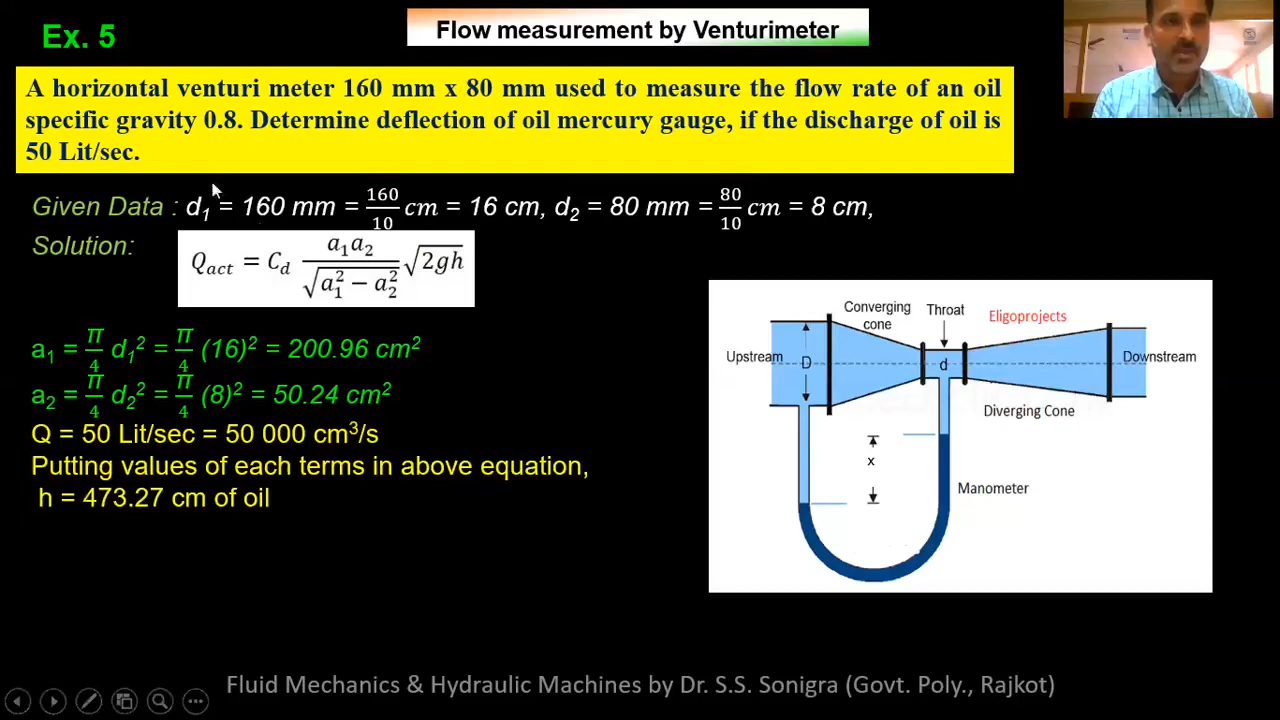 Ex. 5
Flow measurement by Venturimeter
A horizontal venturi meter 160 mm x 80 mm used to measure the flow rate of an oil
specific gravity 0.8. Determine deflection of oil mercury gauge, if the discharge of oil is
50 Lit/sec.
Given Data : d₁ = 160 mm = 160/10 cm = 16 cm, d₂ = 80 mm = 80/10 cm = 8 cm,
Solution:
Q_act = C_d a₁a₂/√(a₁² − a₂²) √2gh
a₁ = π/4 d₁² = π/4 (16)² = 200.96 cm²
a₂ = π/4 d₂² = π/4 (8)² = 50.24 cm²
Q = 50 Lit/sec = 50 000 cm³/s
Putting values of each terms in above equation,
h = 473.27 cm of oil
Converging
cone
Throat
Eligoprojects
Upstream
D
d
Downstream
Diverging Cone
x
Manometer
Fluid Mechanics & Hydraulic Machines by Dr. S.S. Sonigra (Govt. Poly., Rajkot)